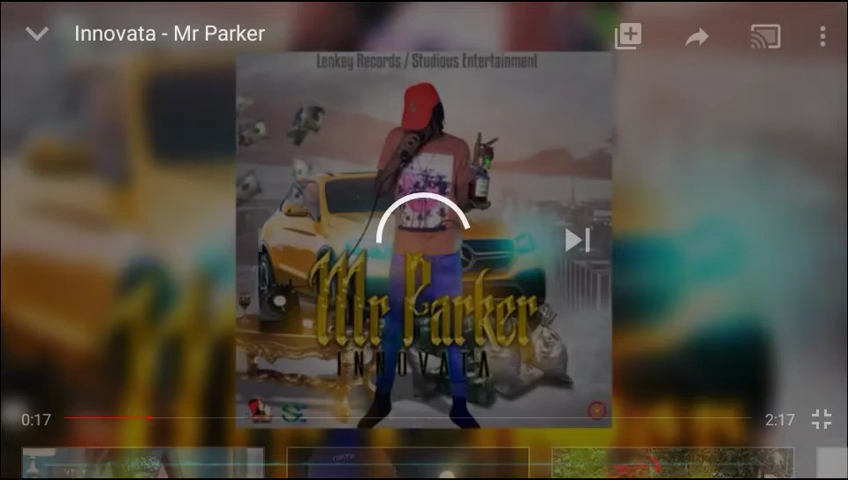 Innovata - Mr Parker
Lenkey Records / Studious Entertainment
Mr Parker
INNOVATA
0:17
2:17